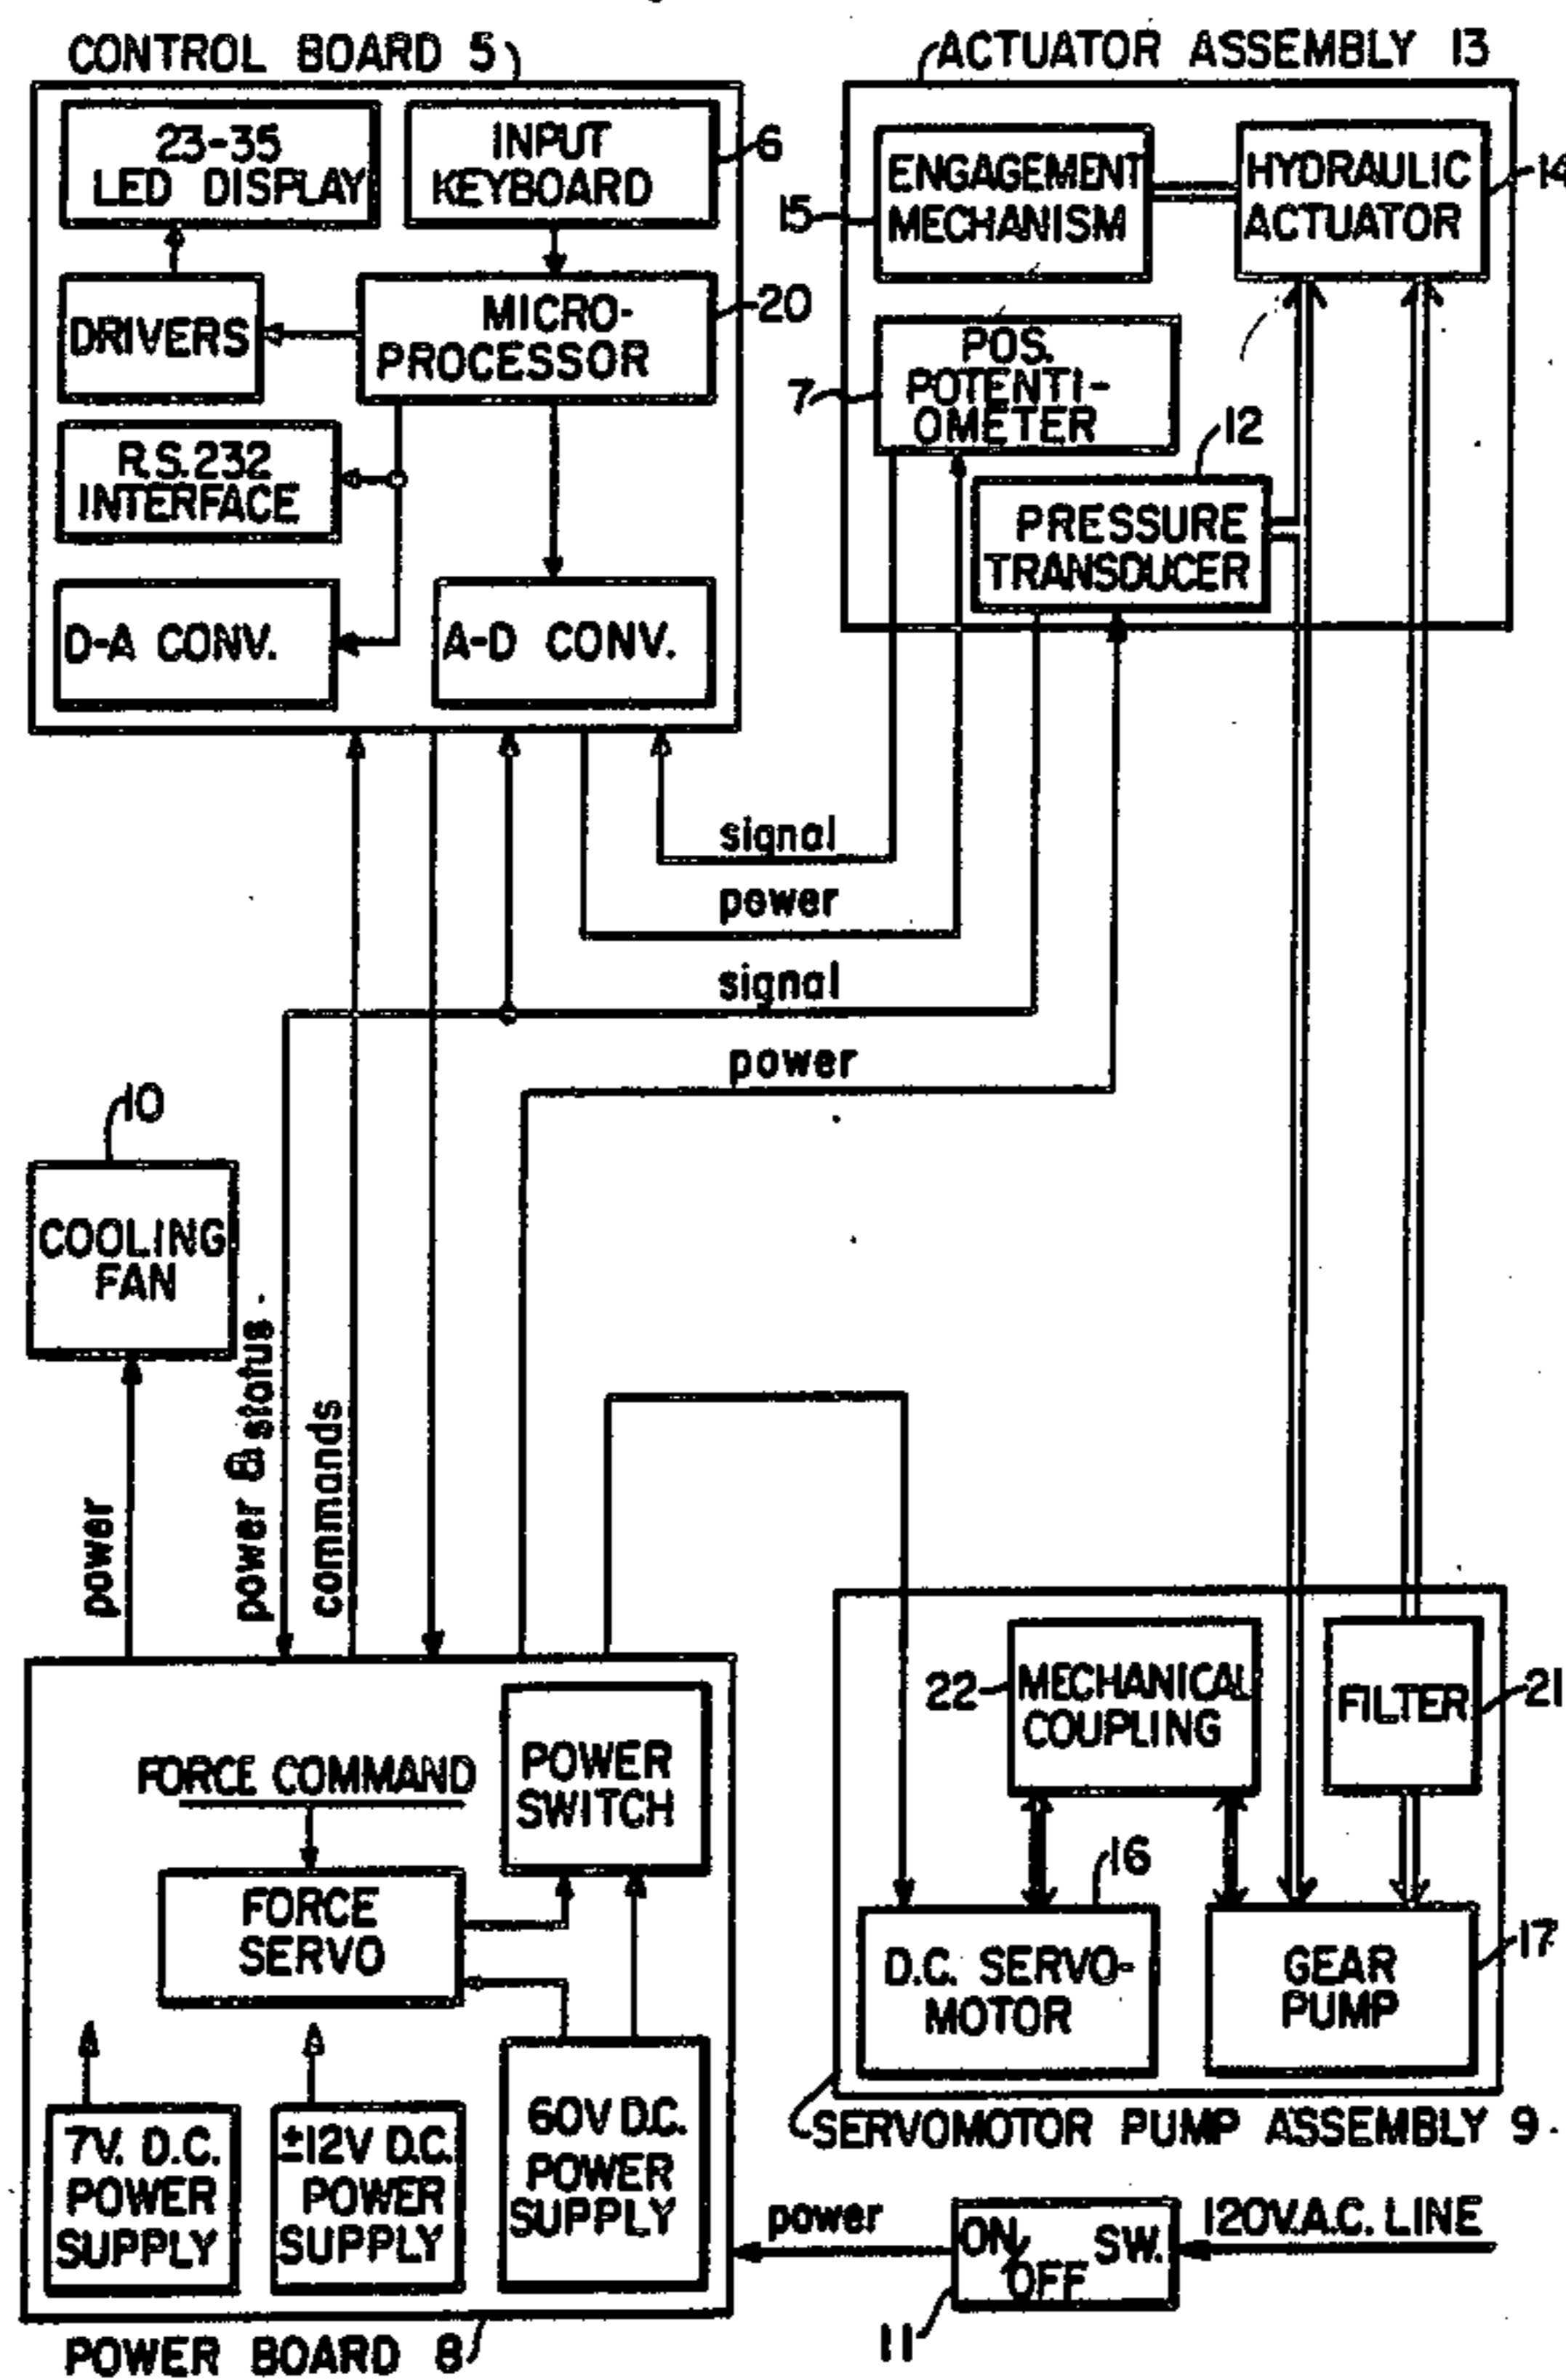 CONTROL BOARD 5
23-35
LED DISPLAY
INPUT
KEYBOARD
6
DRIVERS
MICRO-
PROCESSOR
20
R.S.232
INTERFACE
D-A CONV.
A-D CONV.
ACTUATOR ASSEMBLY 13
ENGAGEMENT
MECHANISM
15
HYDRAULIC
ACTUATOR
14
POS.
POTENTI-
OMETER
7
12
PRESSURE
TRANSDUCER
signal
power
signal
power
10
COOLING
FAN
power
power & status
commands
FORCE COMMAND
POWER
SWITCH
FORCE
SERVO
7V. D.C.
POWER
SUPPLY
±12V D.C.
POWER
SUPPLY
60V D.C.
POWER
SUPPLY
POWER BOARD 8
22
MECHANICAL
COUPLING
FILTER
21
16
D.C. SERVO-
MOTOR
GEAR
PUMP
17
SERVOMOTOR PUMP ASSEMBLY 9
power
ON/OFF SW.
120V.A.C. LINE
11